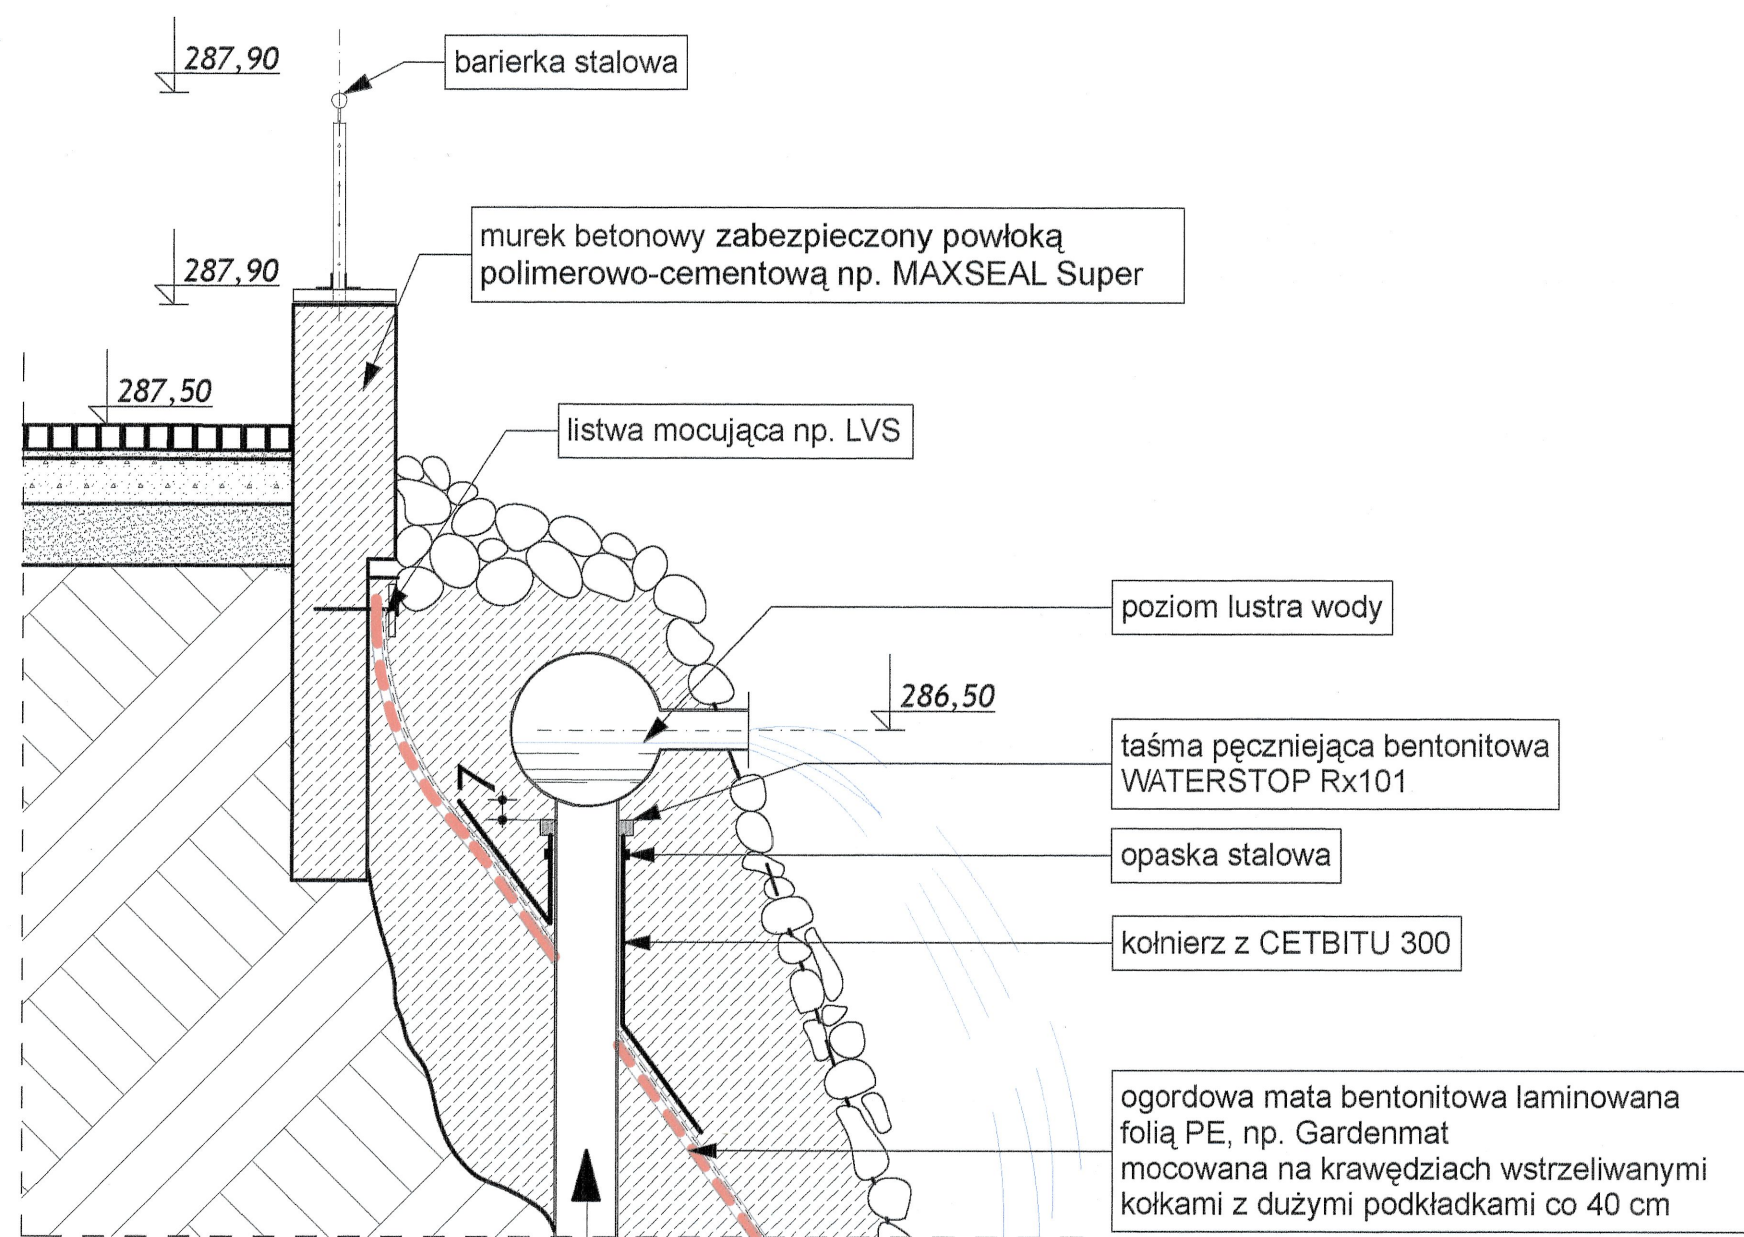 287,90
barierka stalowa
murek betonowy zabezpieczony powłoką
polimerowo-cementową np. MAXSEAL Super
287,90
287,50
listwa mocująca np. LVS
poziom lustra wody
286,50
taśma pęczniejąca bentonitowa
WATERSTOP Rx101
7
opaska stalowa
kołnierz z CETBITU 300
ogordowa mata bentonitowa laminowana
folią PE, np. Gardenmat
mocowana na krawędziach wstrzeliwanymi
kołkami z dużymi podkładkami co 40 cm